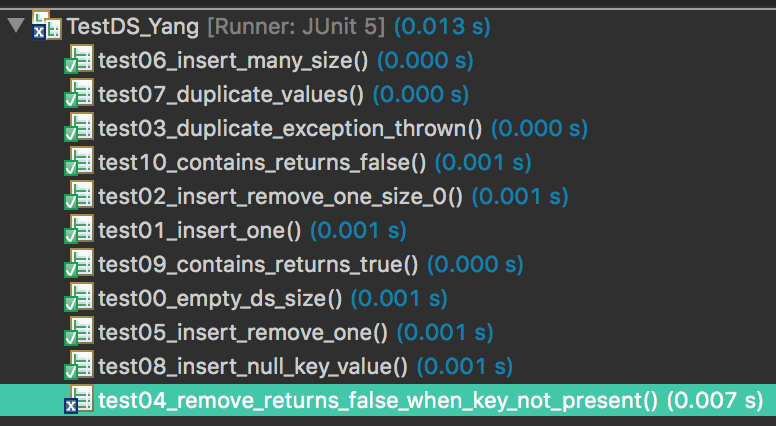 TestDS_Yang [Runner: JUnit 5] (0.013 s)
test06_insert_many_size() (0.000 s)
test07_duplicate_values() (0.000 s)
test03_duplicate_exception_thrown() (0.000 s)
test10_contains_returns_false() (0.001 s)
test02_insert_remove_one_size_0() (0.001 s)
test01_insert_one() (0.001 s)
test09_contains_returns_true() (0.000 s)
test00_empty_ds_size() (0.001 s)
test05_insert_remove_one() (0.001 s)
test08_insert_null_key_value() (0.001 s)
test04_remove_returns_false_when_key_not_present() (0.007 s)